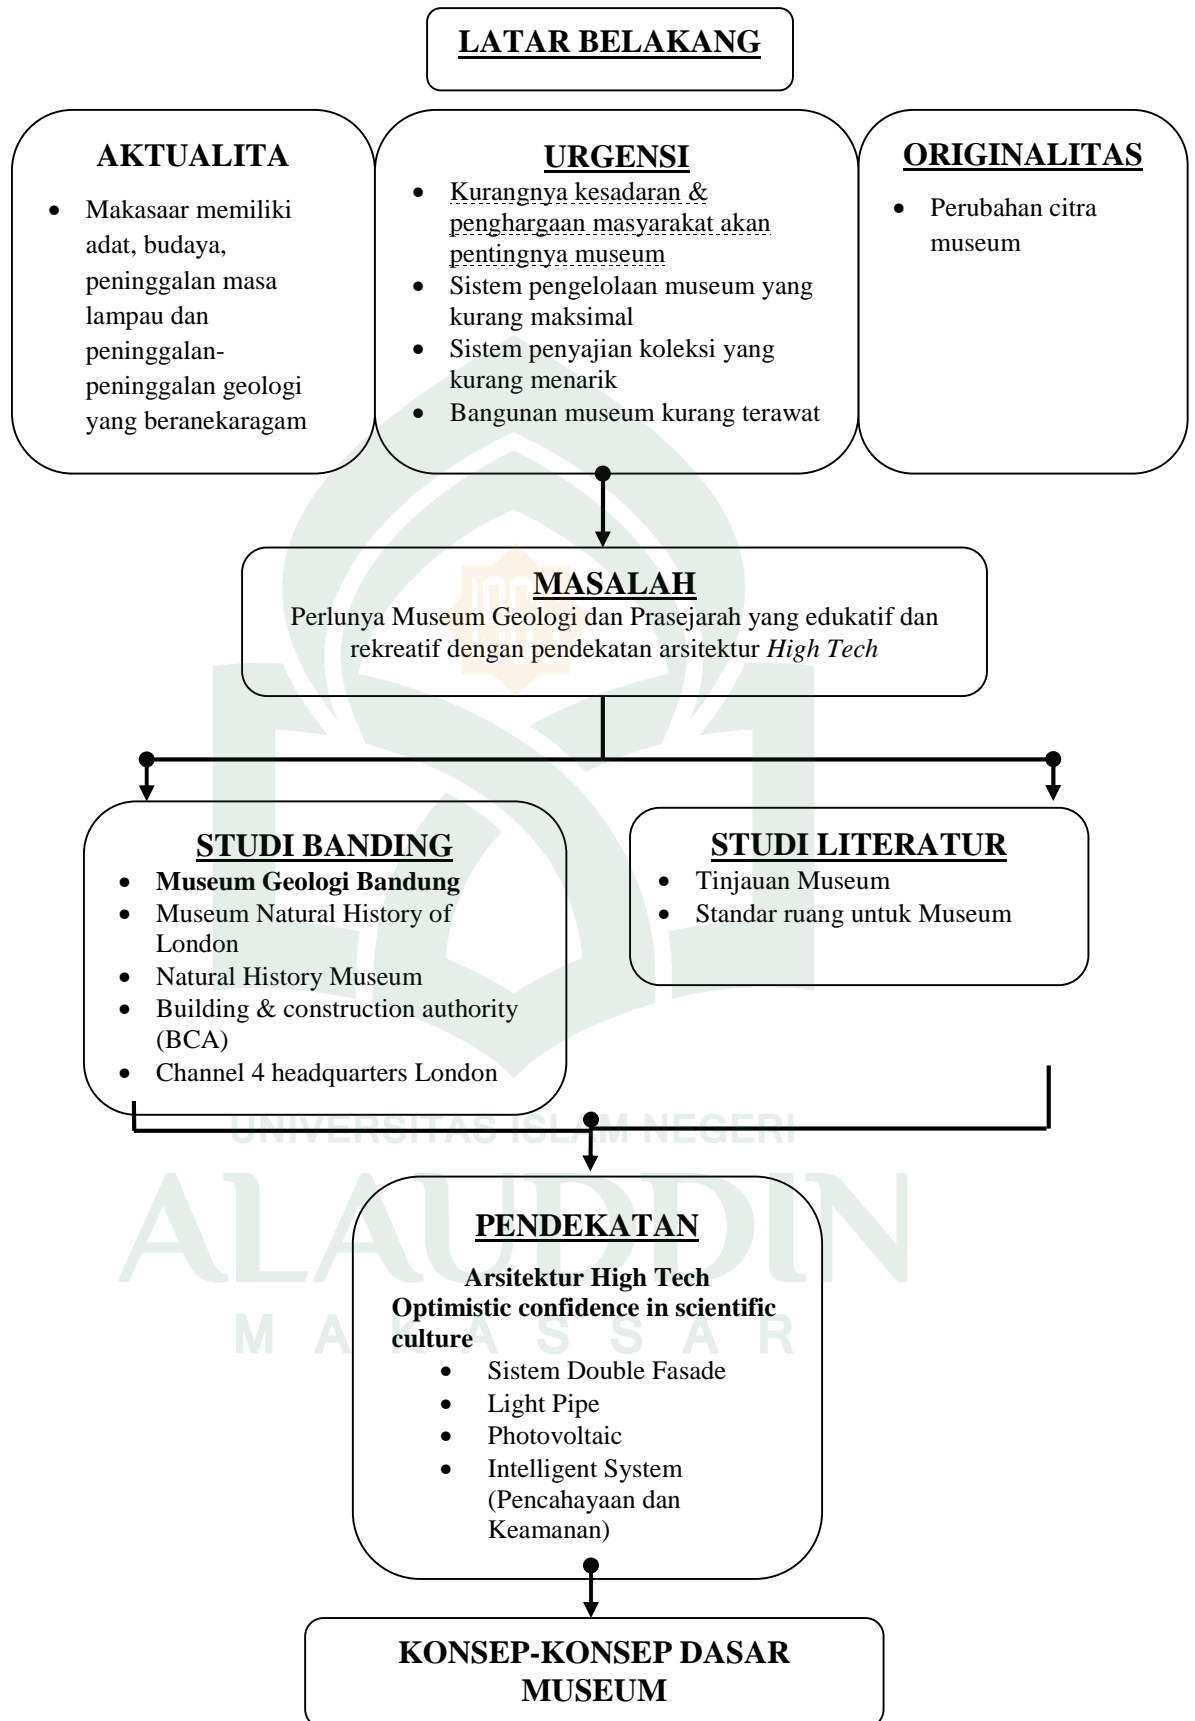 LATAR BELAKANG
AKTUALITA
• Makasaar memiliki
adat, budaya,
peninggalan masa
lampau dan
peninggalan-
peninggalan geologi
yang beranekaragam
URGENSI
• Kurangnya kesadaran &
penghargaan masyarakat akan
pentingnya museum
• Sistem pengelolaan museum yang
kurang maksimal
• Sistem penyajian koleksi yang
kurang menarik
• Bangunan museum kurang terawat
ORIGINALITAS
• Perubahan citra
museum
MASALAH
Perlunya Museum Geologi dan Prasejarah yang edukatif dan
rekreatif dengan pendekatan arsitektur High Tech
STUDI BANDING
• Museum Geologi Bandung
• Museum Natural History of
London
• Natural History Museum
• Building & construction authority
(BCA)
• Channel 4 headquarters London
STUDI LITERATUR
• Tinjauan Museum
• Standar ruang untuk Museum
UNIVERSITAS ISLAM NEGERI
ALAUDDIN
MAKASSAR
PENDEKATAN
Arsitektur High Tech
Optimistic confidence in scientific
culture
• Sistem Double Fasade
• Light Pipe
• Photovoltaic
• Intelligent System
(Pencahayaan dan
Keamanan)
KONSEP-KONSEP DASAR
MUSEUM